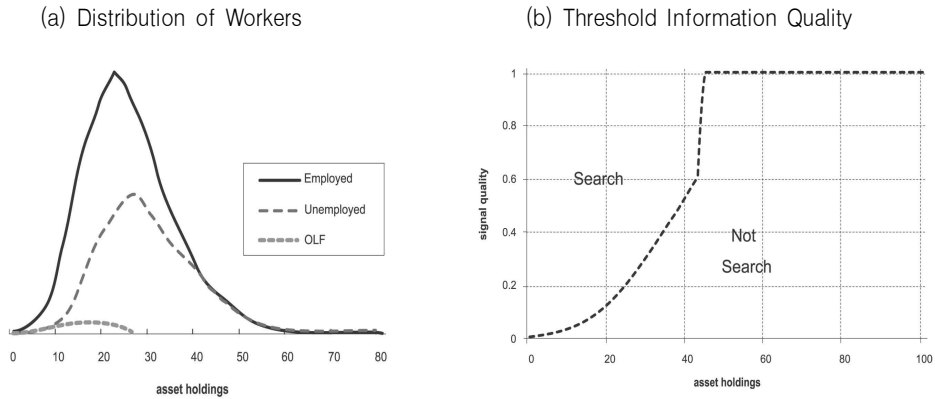 (a) Distribution of Workers
Employed
Unemployed
OLF
0 10 20 30 40 50 60 70 80
asset holdings
(b) Threshold Information Quality
1
0.8
0.6
0.4
0.2
0
signal quality
Search
Not
Search
0 20 40 60 80 100
asset holdings